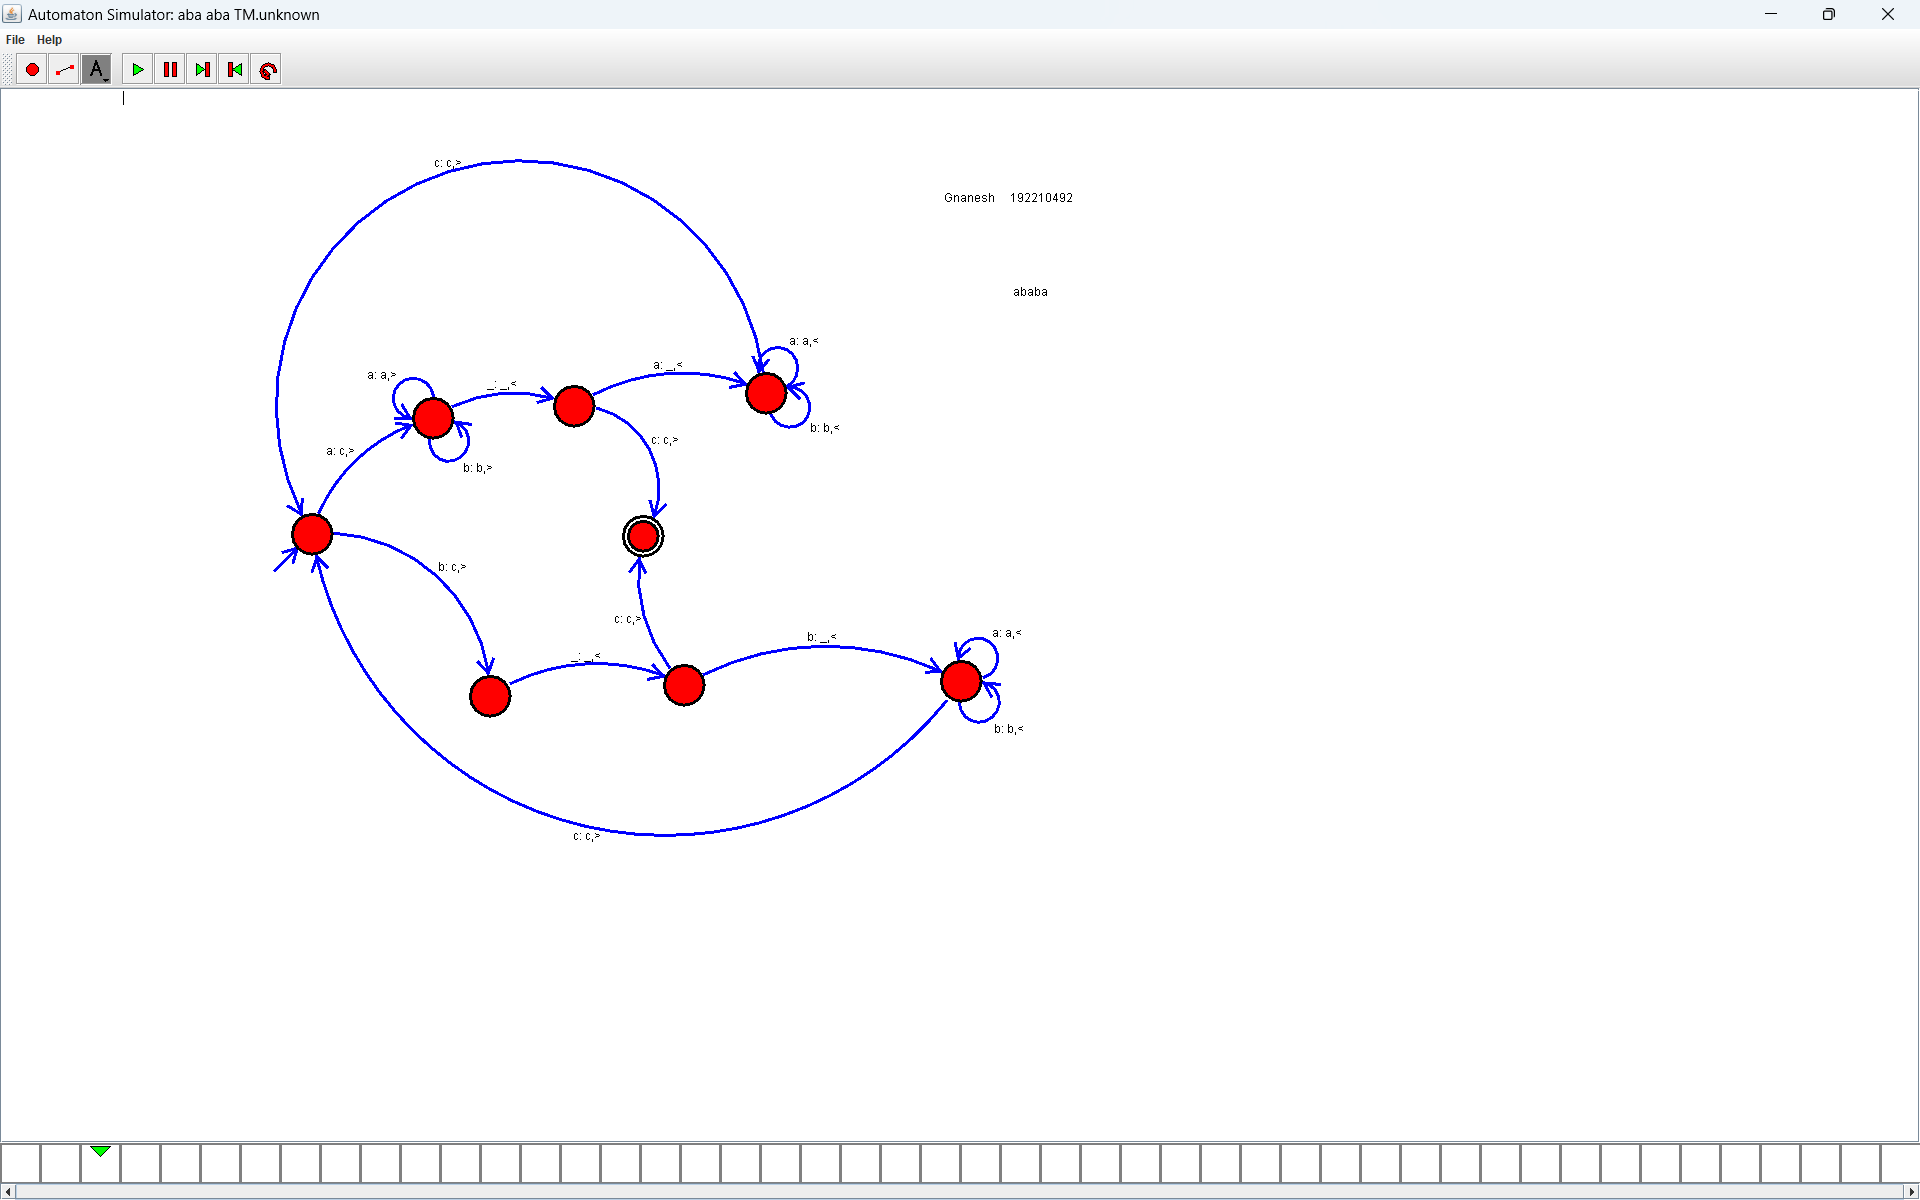 Automaton Simulator: aba aba TM.unknown
File Help
A
c: c,>
Gnanesh 192210492
ababa
a: a,<
a: _,<
a: a,>
_: _,<
b: b,<
c: c,>
a: c,>
b: b,>
b: c,>
c: c,>
a: a,<
b: _,<
_: _,<
b: b,<
c: c,>